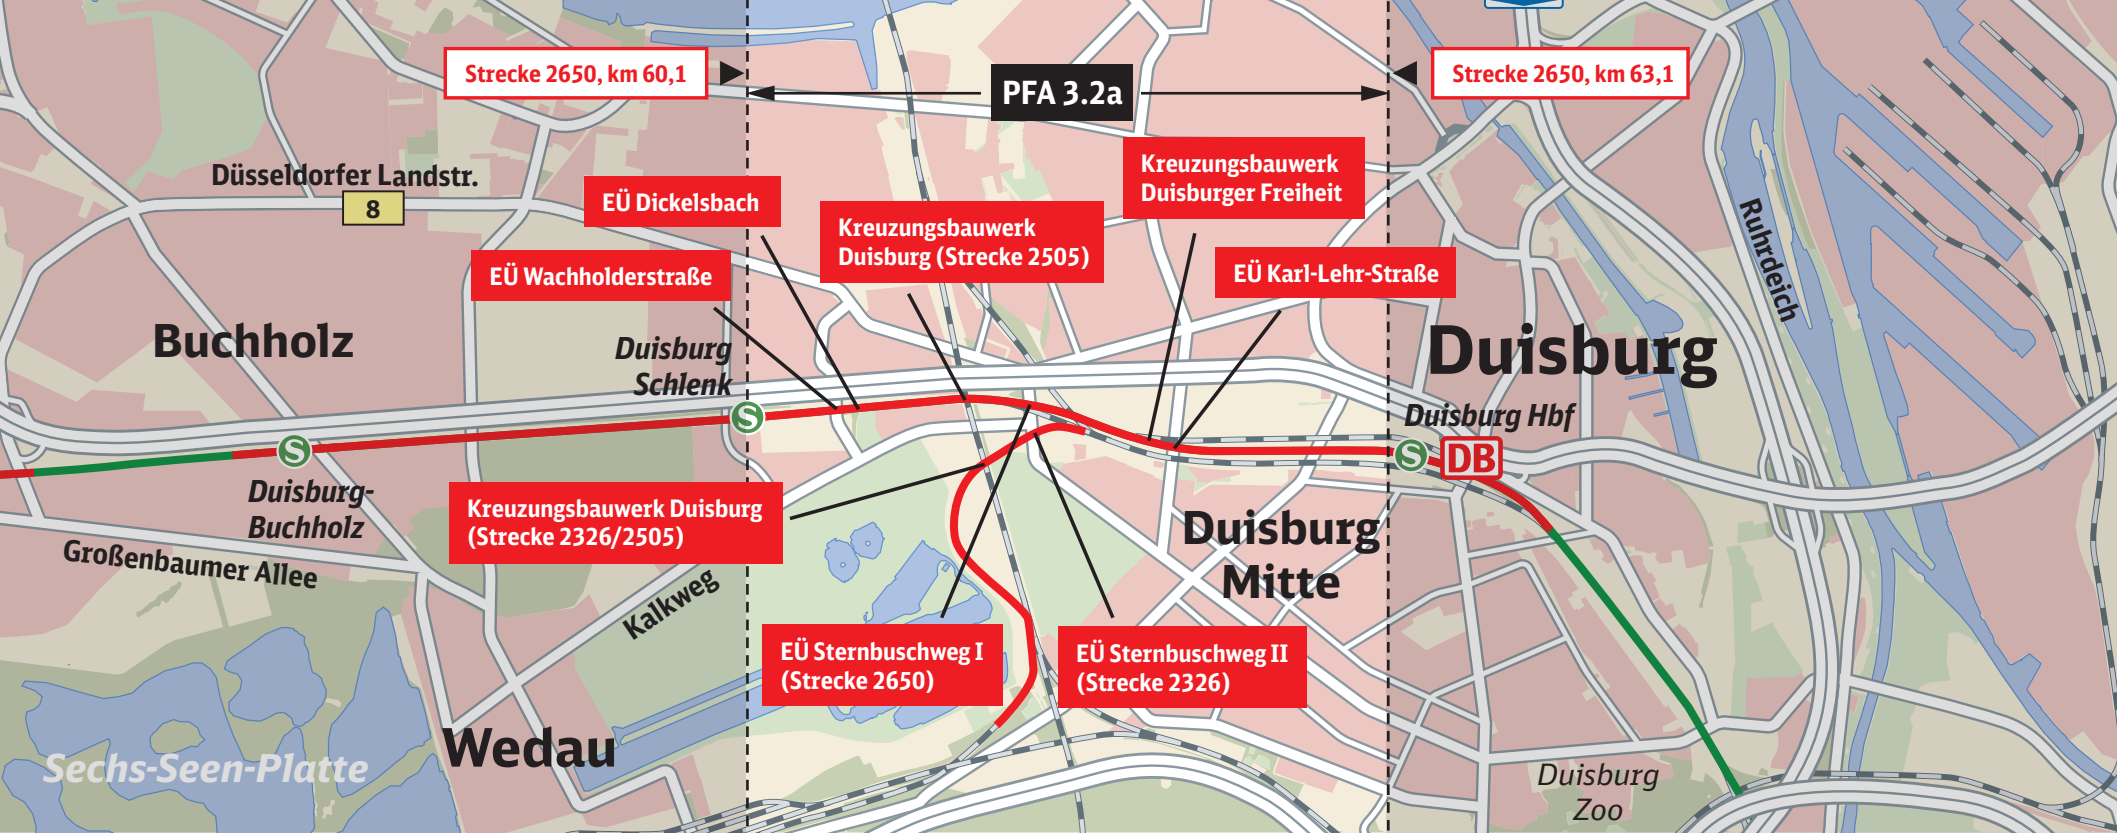 Strecke 2650, km 60,1
PFA 3.2a
Strecke 2650, km 63,1
Kreuzungsbauwerk
Duisburger Freiheit
Düsseldorfer Landstr.
8
EÜ Dickelsbach
Kreuzungsbauwerk
Duisburg (Strecke 2505)
Ruhrdeich
EÜ Wachholderstraße
EÜ Karl-Lehr-Straße
Buchholz
Duisburg
Schlenk
Duisburg
S
Duisburg Hbf
S
S
DB
Duisburg-
Buchholz
Kreuzungsbauwerk Duisburg
(Strecke 2326/2505)
Duisburg
Mitte
Großenbaumer Allee
Kalkweg
EÜ Sternbuschweg I
(Strecke 2650)
EÜ Sternbuschweg II
(Strecke 2326)
Wedau
Sechs-Seen-Platte
Duisburg
Zoo